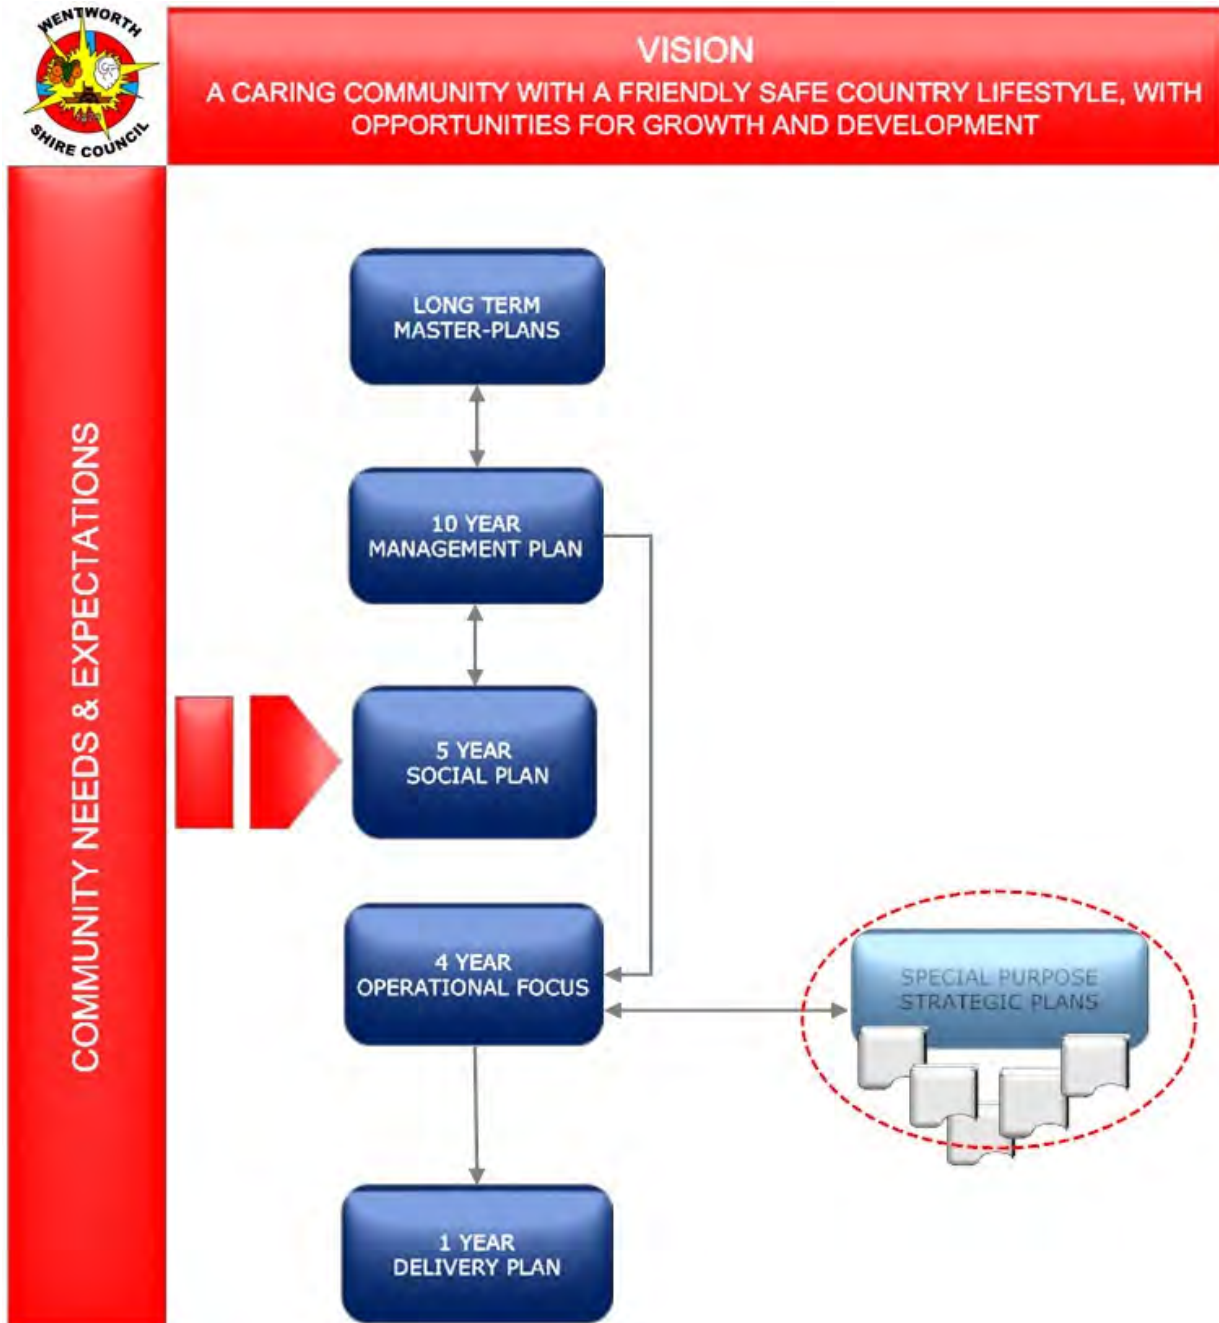 WENTWORTH
SHIRE COUNCIL
VISION
A CARING COMMUNITY WITH A FRIENDLY SAFE COUNTRY LIFESTYLE, WITH
OPPORTUNITIES FOR GROWTH AND DEVELOPMENT
COMMUNITY NEEDS & EXPECTATIONS
LONG TERM
MASTER-PLANS
10 YEAR
MANAGEMENT PLAN
5 YEAR
SOCIAL PLAN
4 YEAR
OPERATIONAL FOCUS
SPECIAL PURPOSE
STRATEGIC PLANS
1 YEAR
DELIVERY PLAN